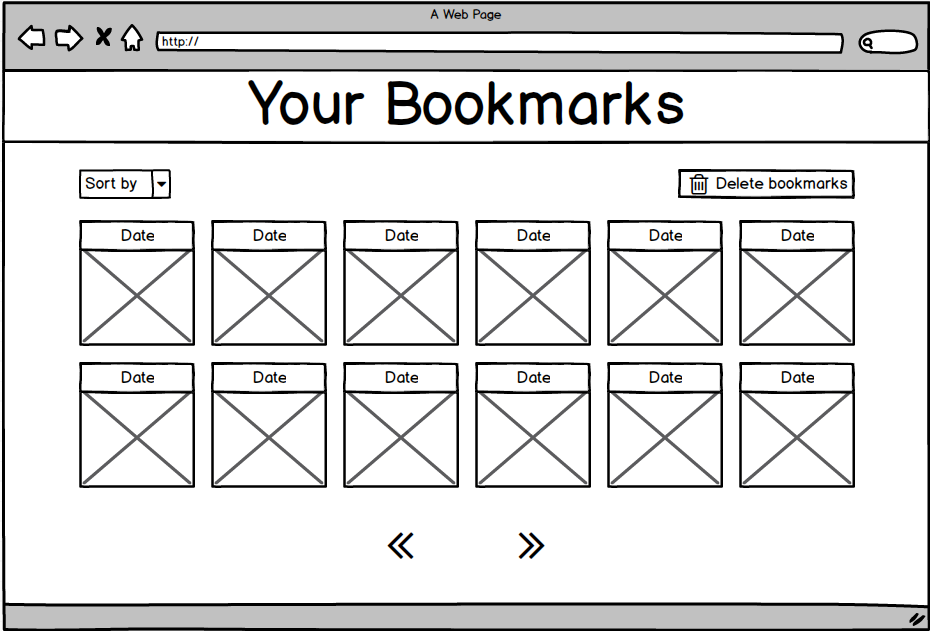 A Web Page
http://
Your Bookmarks
Sort by
Delete bookmarks
Date Date Date Date Date Date
Date Date Date Date Date Date